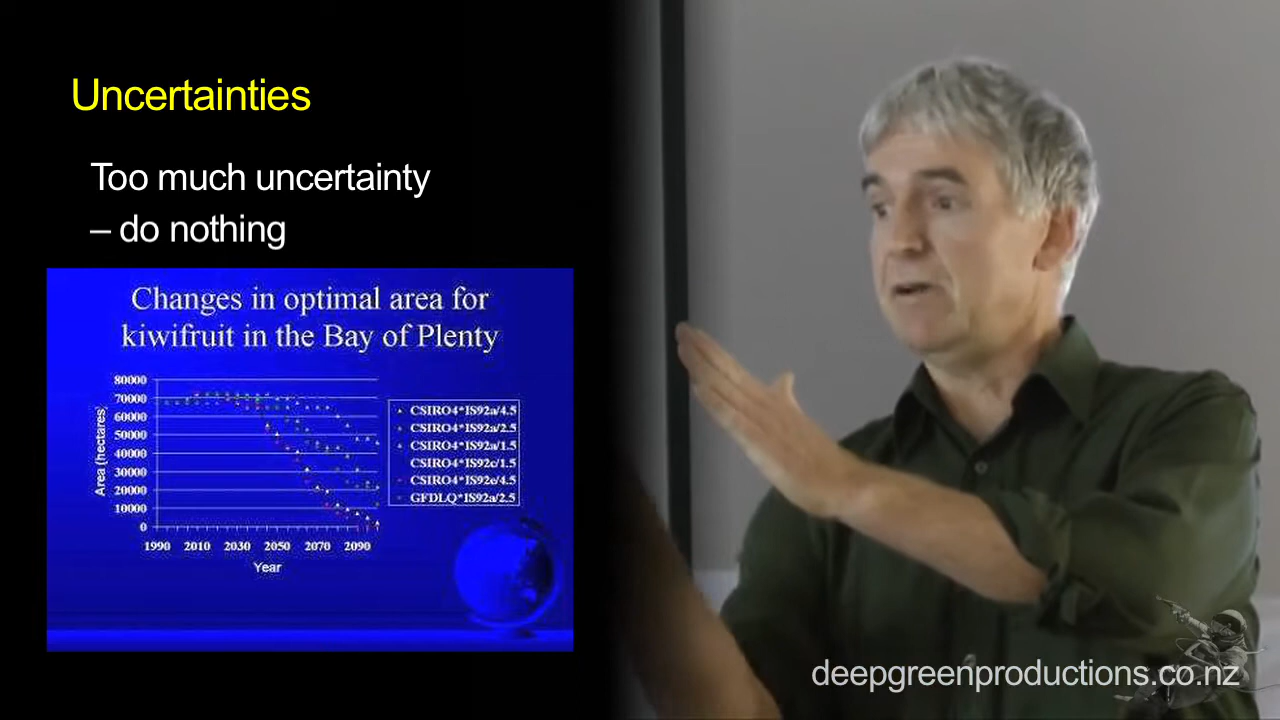 Uncertainties
Too much uncertainty
– do nothing
Changes in optimal area for
kiwifruit in the Bay of Plenty
80000
70000
60000
50000
40000
30000
20000
10000
0
Area (hectares)
1990 2010 2030 2050 2070 2090
Year
CSIRO4*IS92a/4.5
CSIRO4*IS92a/2.5
CSIRO4*IS92a/1.5
CSIRO4*IS92c/1.5
CSIRO4*IS92e/4.5
GFDLQ*IS92a/2.5
deepgreenproductions.co.nz